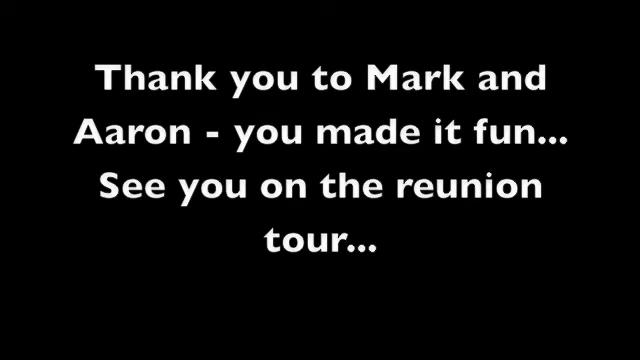 Thank you to Mark and
Aaron - you made it fun...
See you on the reunion
tour...